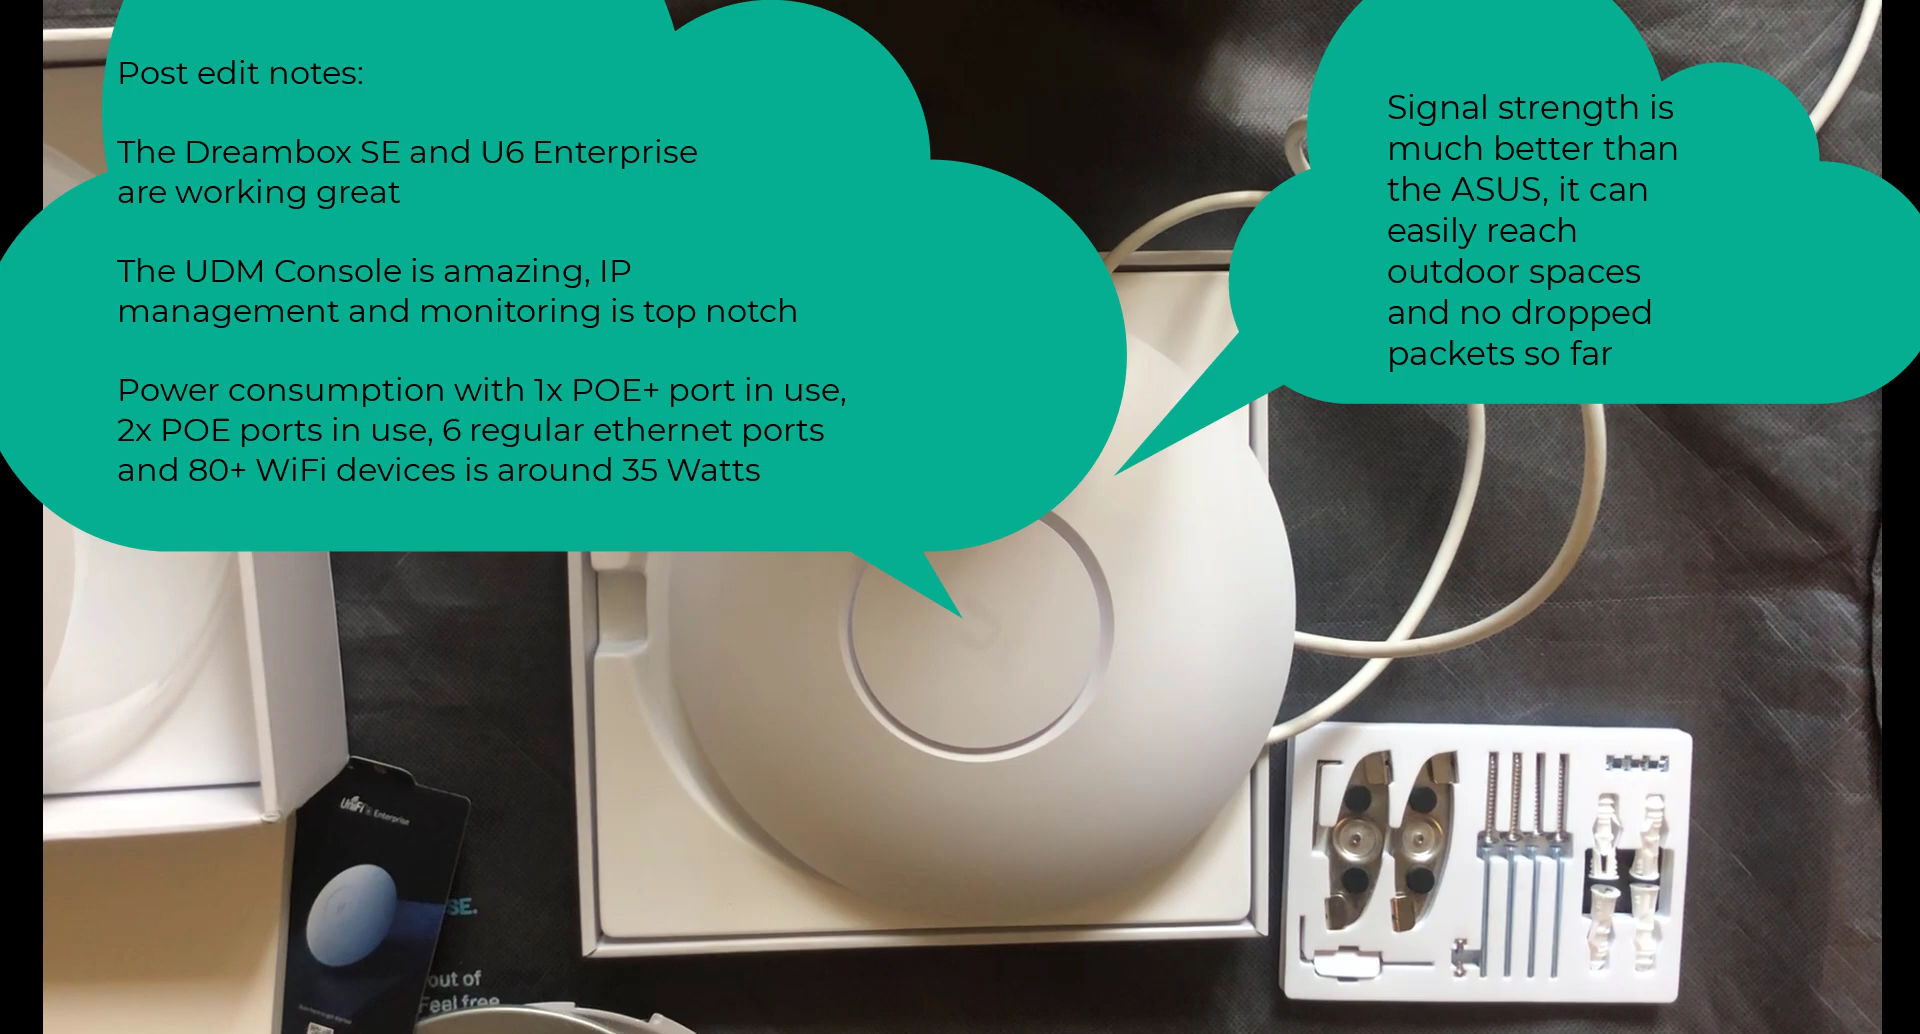 Post edit notes:
The Dreambox SE and U6 Enterprise
are working great
The UDM Console is amazing, IP
management and monitoring is top notch
Power consumption with 1x POE+ port in use,
2x POE ports in use, 6 regular ethernet ports
and 80+ WiFi devices is around 35 Watts
Signal strength is
much better than
the ASUS, it can
easily reach
outdoor spaces
and no dropped
packets so far
UniFi Enterprise
SE.
out of
Feel free